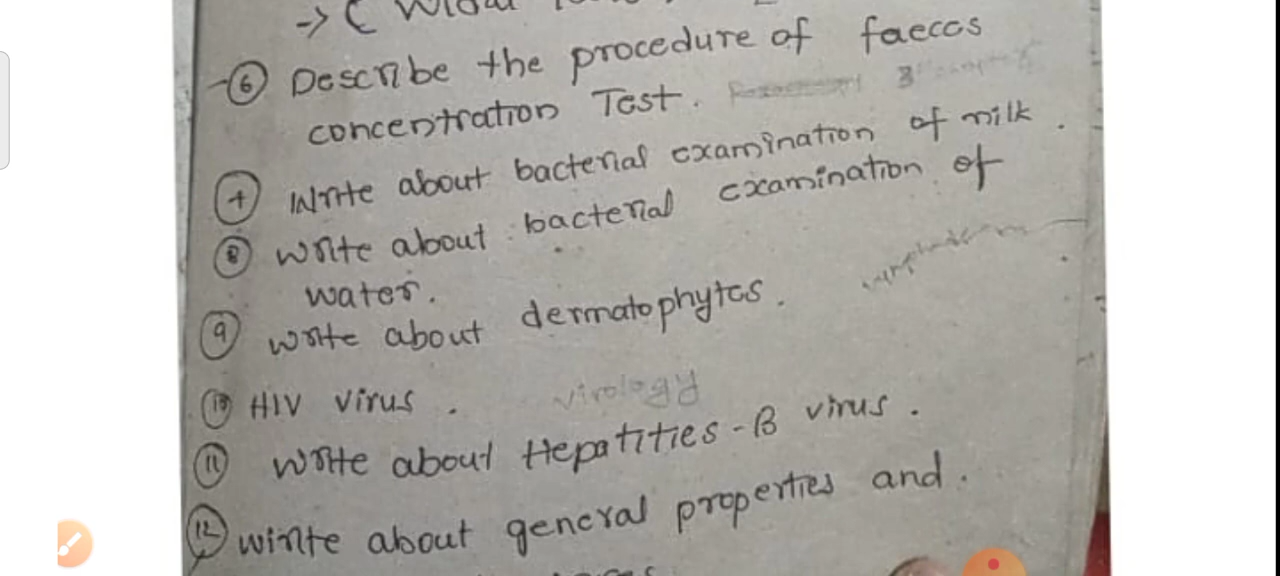 ⑥ Describe the procedure of faeces
concentration Test.
⑦ Write about bacterial examination of milk.
⑧ Write about bacterial examination of
water.
⑨ Write about dermatophytes.
⑩ HIV virus. virology
⑪ Write about Hepatities-B virus.
⑫ Write about general properties and.